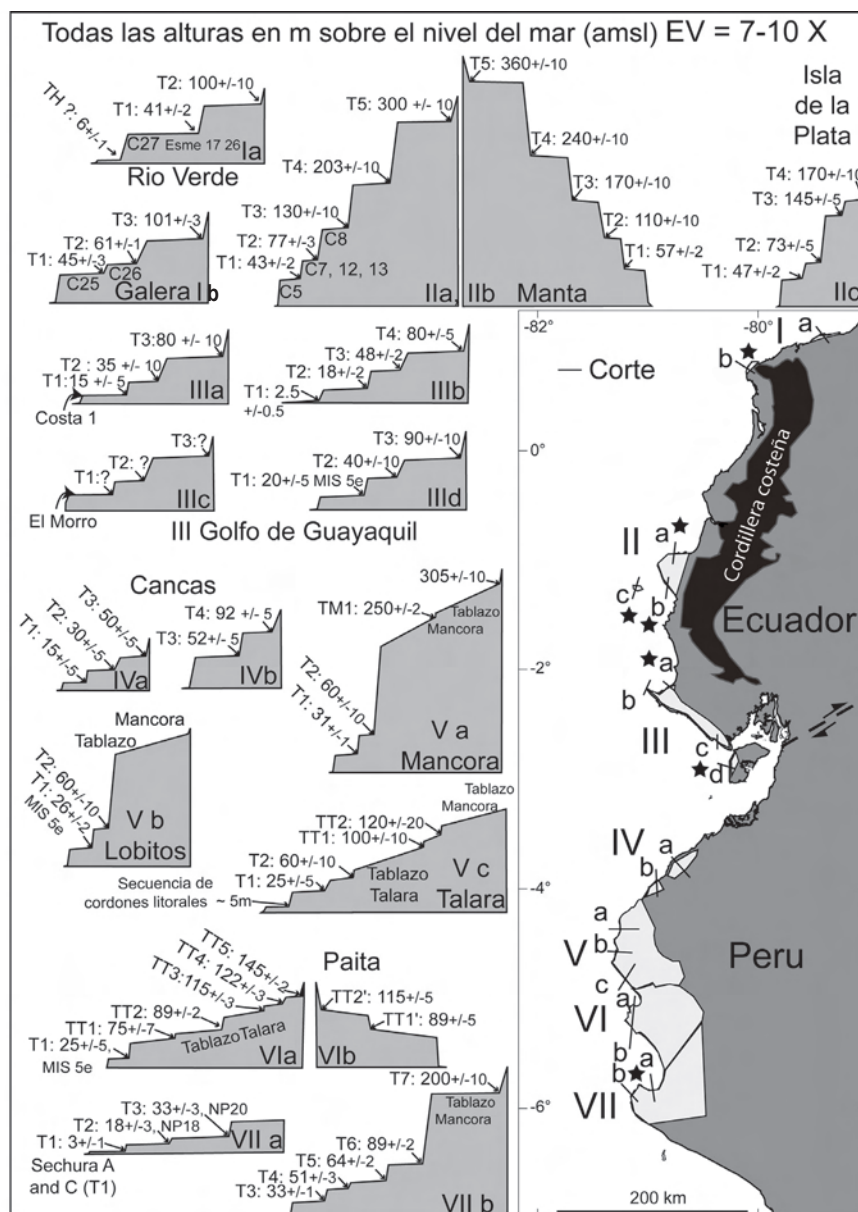 Todas las alturas en m sobre el nivel del mar (amsl) EV = 7-10 X
TH ?: 6+/-1
T1: 41+/-2
T2: 100+/-10
C27 Esme 17 26 Ia
Rio Verde
T1: 45+/-3
T2: 61+/-1
T3: 101+/-3
C25
C26
Galera I b
T1: 43+/-2
T2: 77+/-3
T3: 130+/-10
T4: 203+/-10
T5: 300 +/- 10
C5
C7, 12, 13
C8
IIa,
T5: 360+/-10
T4: 240+/-10
T3: 170+/-10
T2: 110+/-10
T1: 57+/-2
IIb Manta
Isla
de la
Plata
T4: 170+/-10
T3: 145+/-5
T2: 73+/-5
T1: 47+/-2
IIc
T3:80 +/- 10
T2 : 35 +/- 10
T1:15 +/- 5
IIIa
Costa 1
T4: 80+/-5
T3: 48+/-2
T2: 18+/-2
T1: 2.5
+/-0.5
IIIb
T3:?
T2: ?
T1:?
IIIc
El Morro
T3: 90+/-10
T2: 40+/-10
T1: 20+/-5 MIS 5e
IIId
III Golfo de Guayaquil
Cancas
T3: 50+/-5
T2: 30+/-5
T1: 15+/-5
IVa
T4: 92 +/- 5
T3: 52+/- 5
IVb
305+/-10
TM1: 250+/-2
Tablazo
Mancora
T2: 60+/-10
T1: 31+/-1
V a
Mancora
Mancora
Tablazo
T2: 60+/-10
T1: 26+/-2
MIS 5e
V b
Lobitos
Tablazo
Mancora
TT2: 120+/-20
TT1: 100+/-10
T2: 60+/-10
T1: 25+/-5
Secuencia de
cordones litorales ~ 5m
Tablazo
Talara
V c
Talara
Paita
TT5: 145+/-2
TT4: 122+/-3
TT3:115+/-3
TT2: 89+/-2
TT1: 75+/-7
T1: 25+/-5,
MIS 5e
TablazoTalara
VIa
TT2': 115+/-5
TT1': 89+/-5
VIb
T3: 33+/-3, NP20
T2: 18+/-3, NP18
T1: 3+/-1
VII a
Sechura A
and C (T1)
T7: 200+/-10
Tablazo
Mancora
T6: 89+/-2
T5: 64+/-2
T4: 51+/-3
T3: 33+/-1
VII b
-82°
-80°
— Corte
I
a
b
0°
Cordillera costeña
II
a
c
b
Ecuador
-2°
a
b
III
c
d
IV
a
b
-4°
a
V
b
c
Peru
VI
a
b
a
b
VII
-6°
200 km